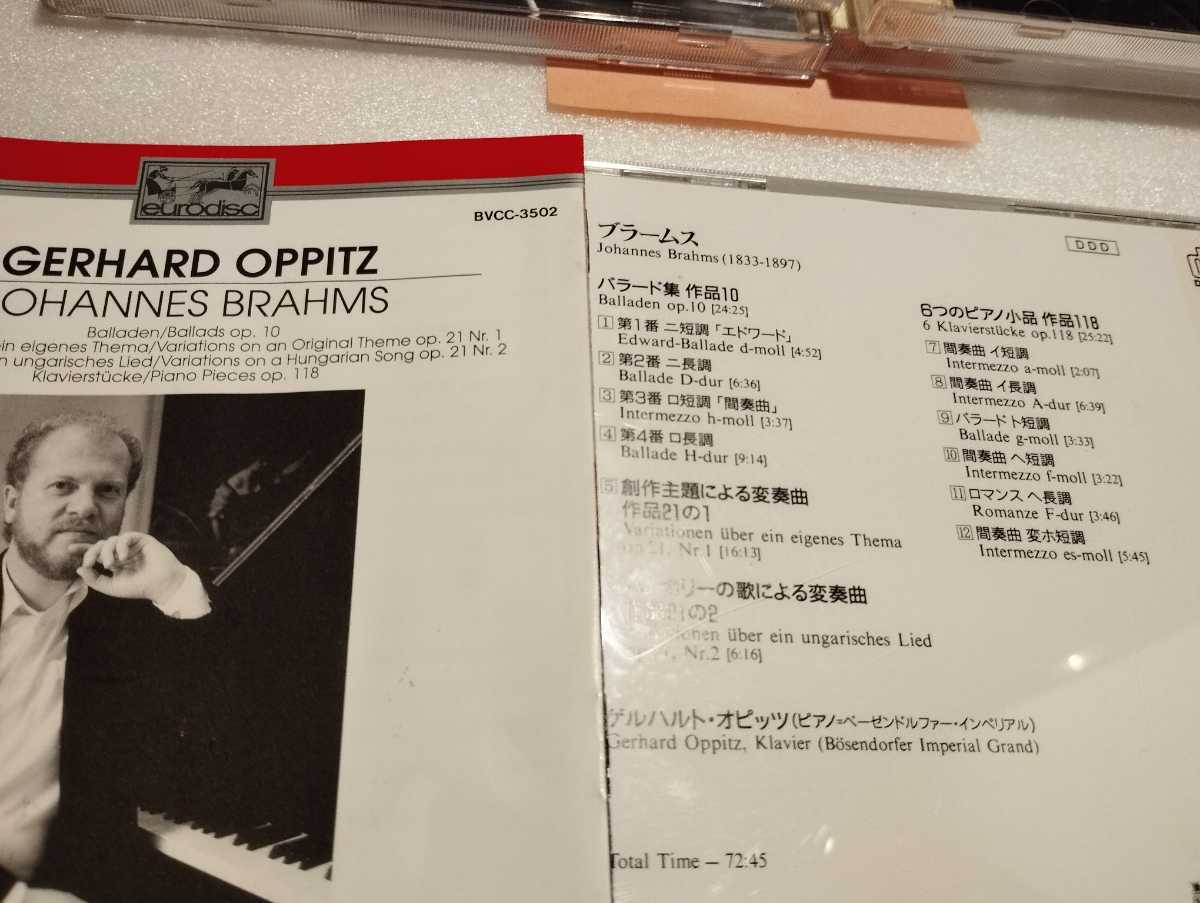 eurodisc
BVCC-3502
GERHARD OPPITZ
OHANNES BRAHMS
Balladen/Ballads op. 10
ein eigenes Thema/Variations on an Original Theme op. 21 Nr. 1
n ungarisches Lied/Variations on a Hungarian Song op. 21 Nr. 2
Klavierstücke/Piano Pieces op. 118
ブラームス
Johannes Brahms (1833-1897)
DDD
バラード集 作品10
Balladen op.10 [24:25]
1 第1番 ニ短調「エドワード」
Edward-Ballade d-moll [4:52]
2 第2番 ニ長調
Ballade D-dur [6:36]
3 第3番 ロ短調「間奏曲」
Intermezzo h-moll [3:37]
4 第4番 ロ長調
Ballade H-dur [9:14]
5 創作主題による変奏曲
作品21の1
Variationen über ein eigenes Thema
op.21, Nr.1 [16:13]
リーの歌による変奏曲
21の2
ionen über ein ungarisches Lied
1, Nr.2 [6:16]
6つのピアノ小品 作品118
6 Klavierstücke op.118 [25:22]
7 間奏曲 イ短調
Intermezzo a-moll [2:07]
8 間奏曲 イ長調
Intermezzo A-dur [6:39]
9 バラード ト短調
Ballade g-moll [3:33]
10 間奏曲 ヘ短調
Intermezzo f-moll [3:22]
11 ロマンス ヘ長調
Romanze F-dur [3:46]
12 間奏曲 変ホ短調
Intermezzo es-moll [5:45]
ゲルハルト・オピッツ(ピアノ=ベーゼンドルファー・インペリアル)
Gerhard Oppitz, Klavier (Bösendorfer Imperial Grand)
Total Time – 72:45